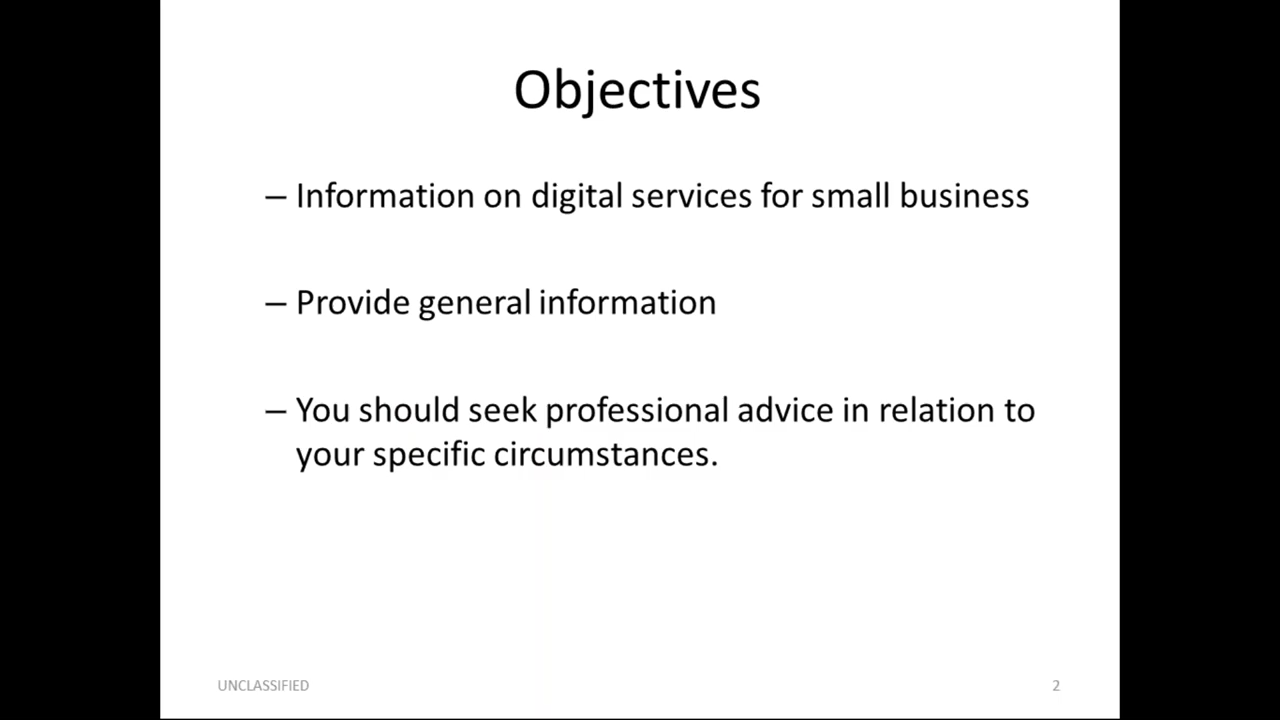 Objectives
– Information on digital services for small business
– Provide general information
– You should seek professional advice in relation to
your specific circumstances.
UNCLASSIFIED
2